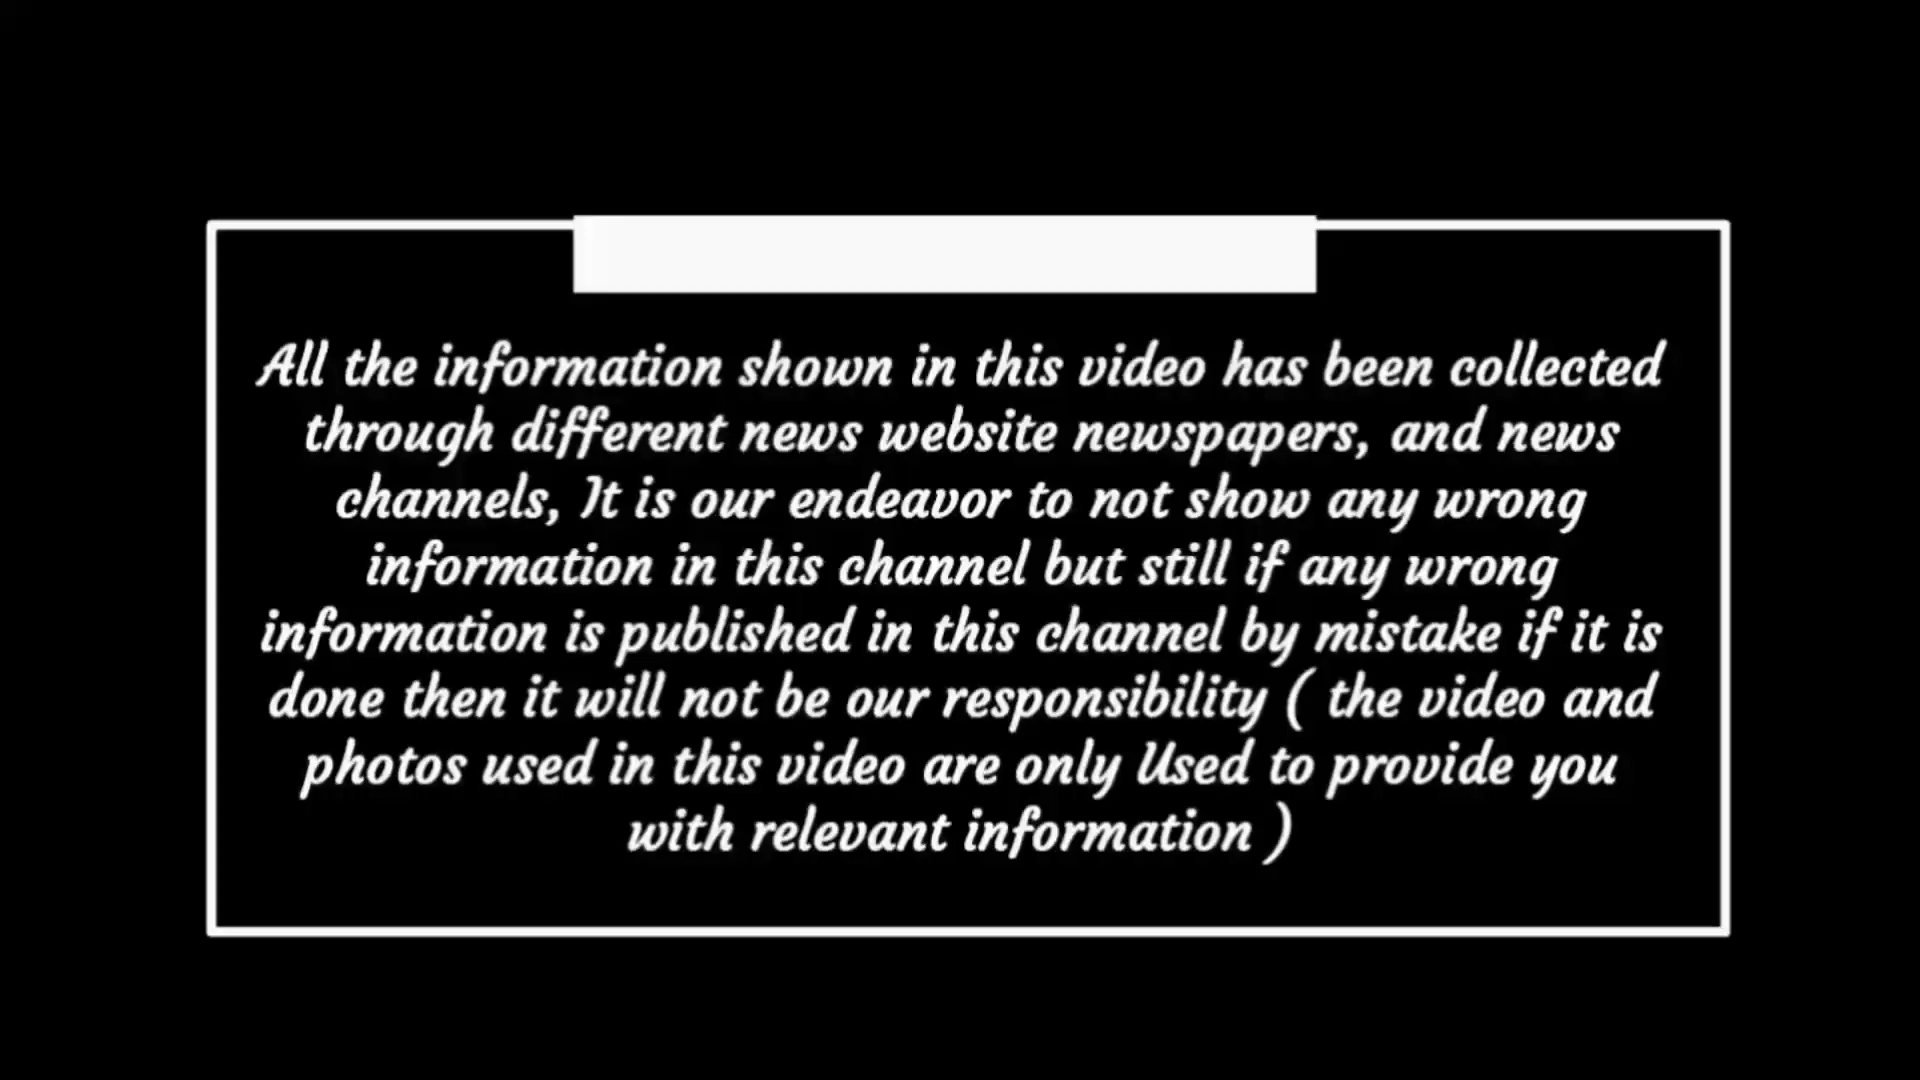 All the information shown in this video has been collected
through different news website newspapers, and news
channels, It is our endeavor to not show any wrong
information in this channel but still if any wrong
information is published in this channel by mistake if it is
done then it will not be our responsibility ( the video and
photos used in this video are only Used to provide you
with relevant information )